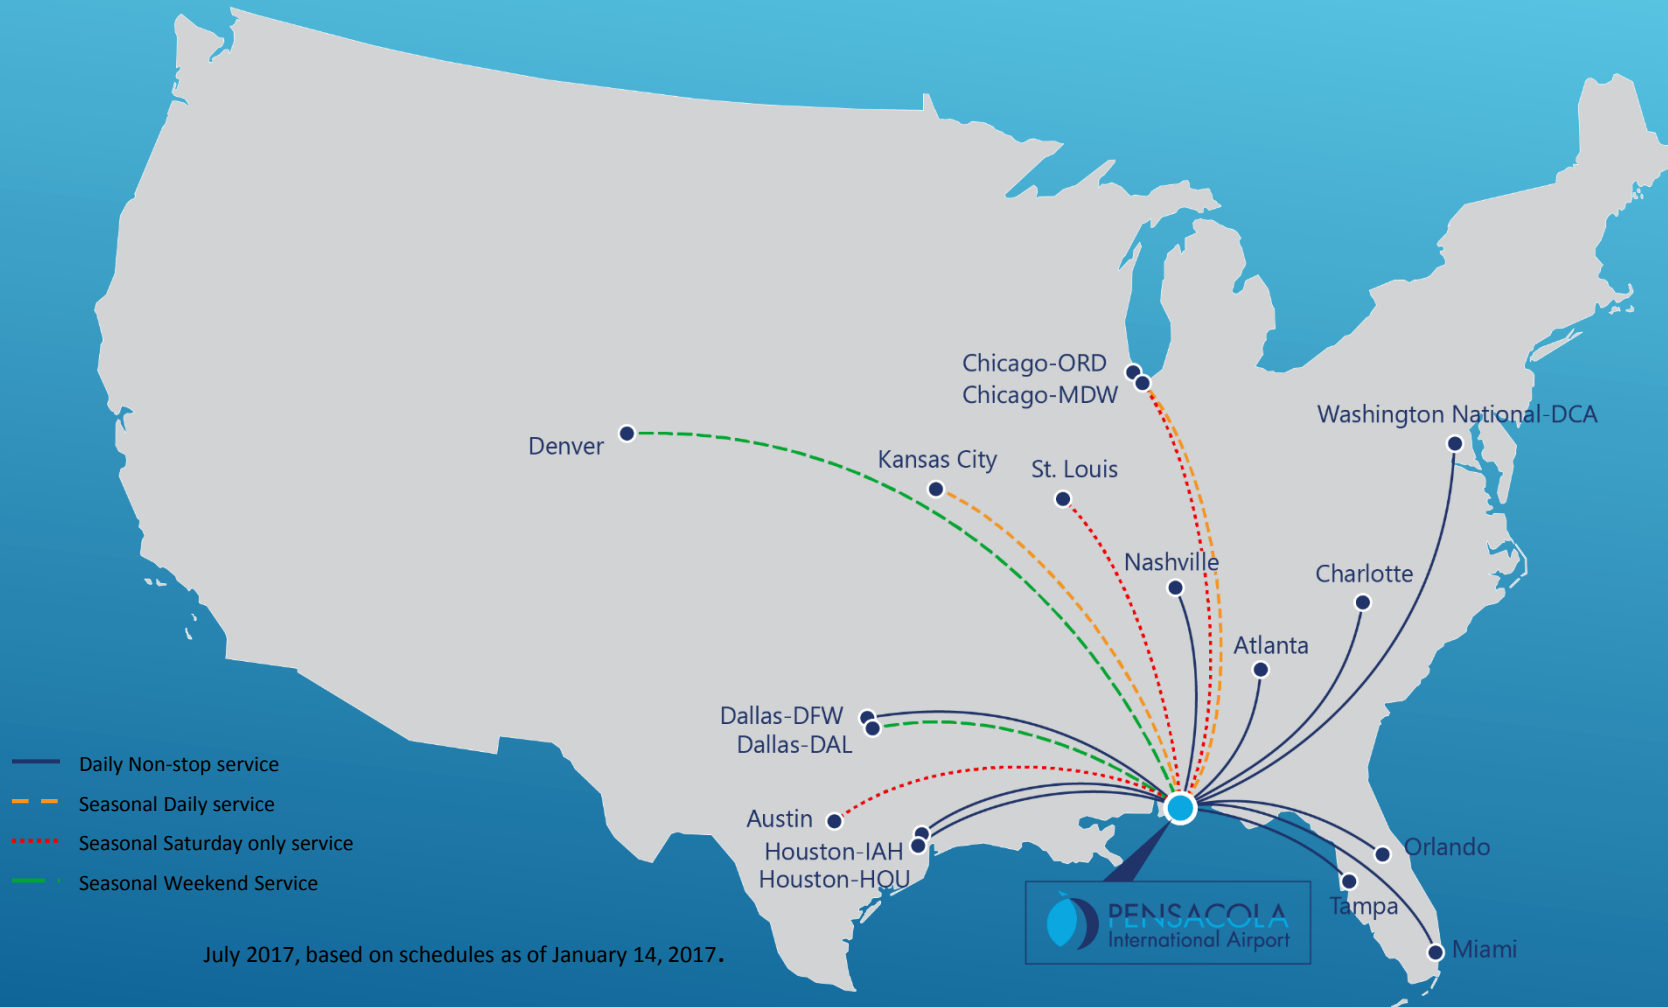 Chicago-ORD
Chicago-MDW
Washington National-DCA
Denver
Kansas City
St. Louis
Nashville
Charlotte
Atlanta
Dallas-DFW
Dallas-DAL
Daily Non-stop service
Seasonal Daily service
Seasonal Saturday only service
Seasonal Weekend Service
Austin
Houston-IAH
Houston-HOU
Orlando
Tampa
Miami
PENSACOLA
International Airport
July 2017, based on schedules as of January 14, 2017.